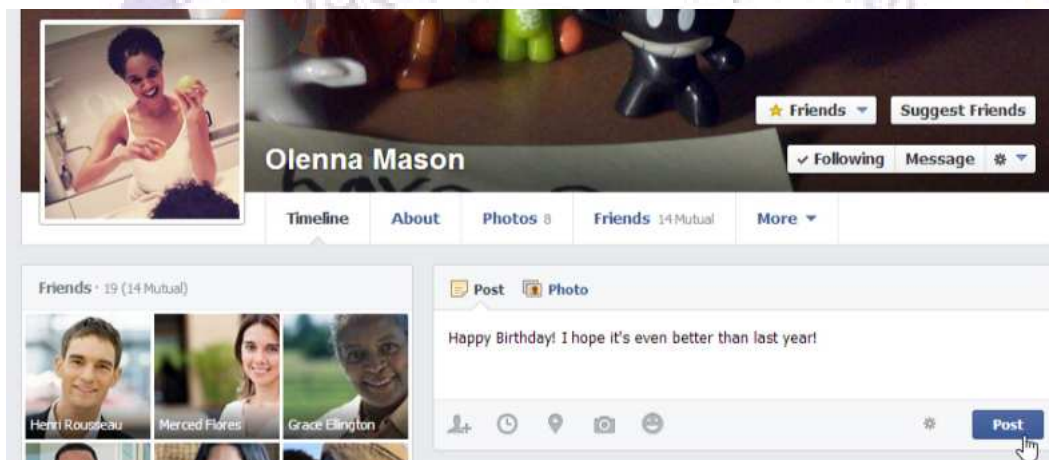 Friends
Suggest Friends
Olenna Mason
Following
Message
Timeline
About
Photos 8
Friends 14 Mutual
More
Friends · 19 (14 Mutual)
Post
Photo
Happy Birthday! I hope it's even better than last year!
Henri Rousseau
Merced Flores
Grace Ellington
Post